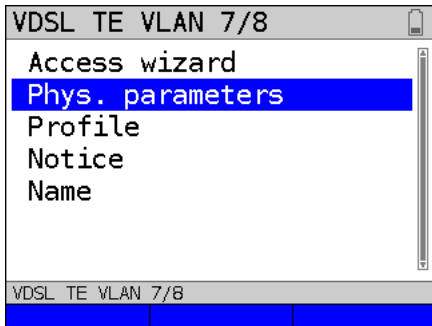 VDSL TE VLAN 7/8
Access wizard
Phys. parameters
Profile
Notice
Name
VDSL TE VLAN 7/8